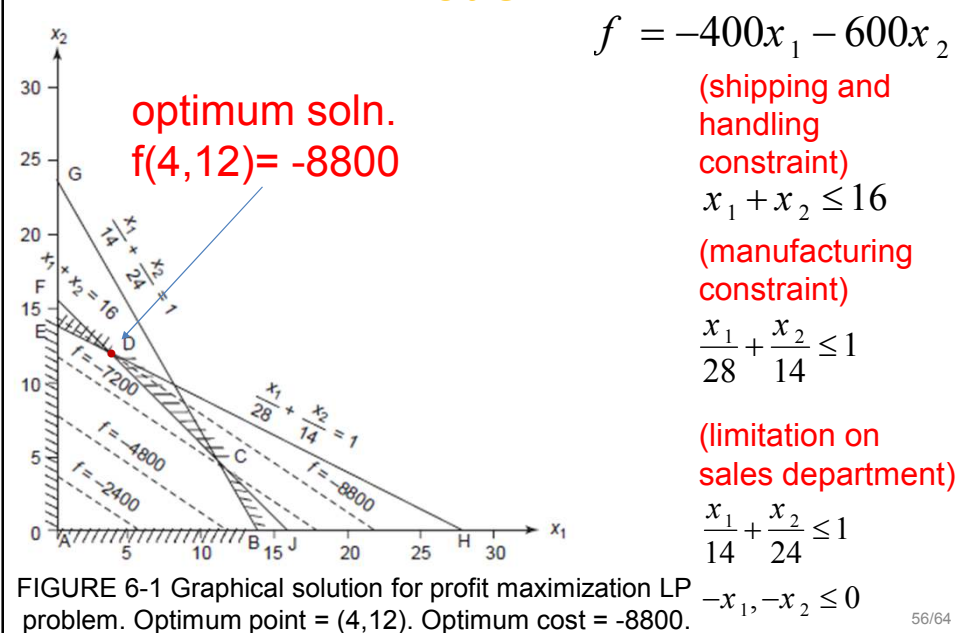 f = −400x₁ − 600x₂
(shipping and
handling
constraint)
x₁ + x₂ ≤ 16
(manufacturing
constraint)
x₁/28 + x₂/14 ≤ 1
(limitation on
sales department)
x₁/14 + x₂/24 ≤ 1
−x₁, −x₂ ≤ 0
optimum soln.
f(4,12)= -8800
x₂
30
25
G
20
x₁/14 + x₂/24 = 1
x₁ + x₂ = 16
F
15
E
D
f = –7200
10
x₁/28 + x₂/14 = 1
f = –4800
C
5
f = –8800
f = –2400
0
A
5
10
B
15
J
20
25
H
30
x₁
FIGURE 6-1 Graphical solution for profit maximization LP
problem. Optimum point = (4,12). Optimum cost = -8800.
56/64